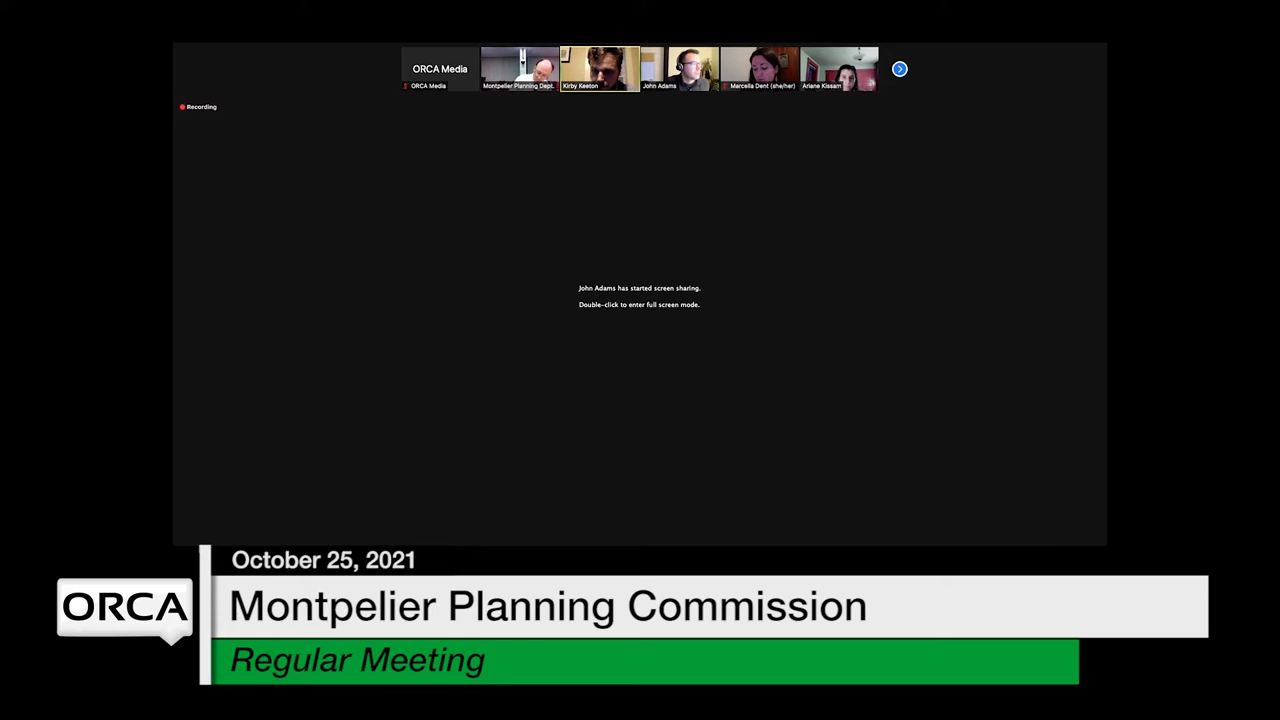 ORCA Media
ORCA Media
Montpelier Planning Dept.
Kirby Keeton
John Adams
Marcella Dent (she/her)
Ariane Kissam
Recording
John Adams has started screen sharing.
Double-click to enter full screen mode.
October 25, 2021
ORCA
Montpelier Planning Commission
Regular Meeting